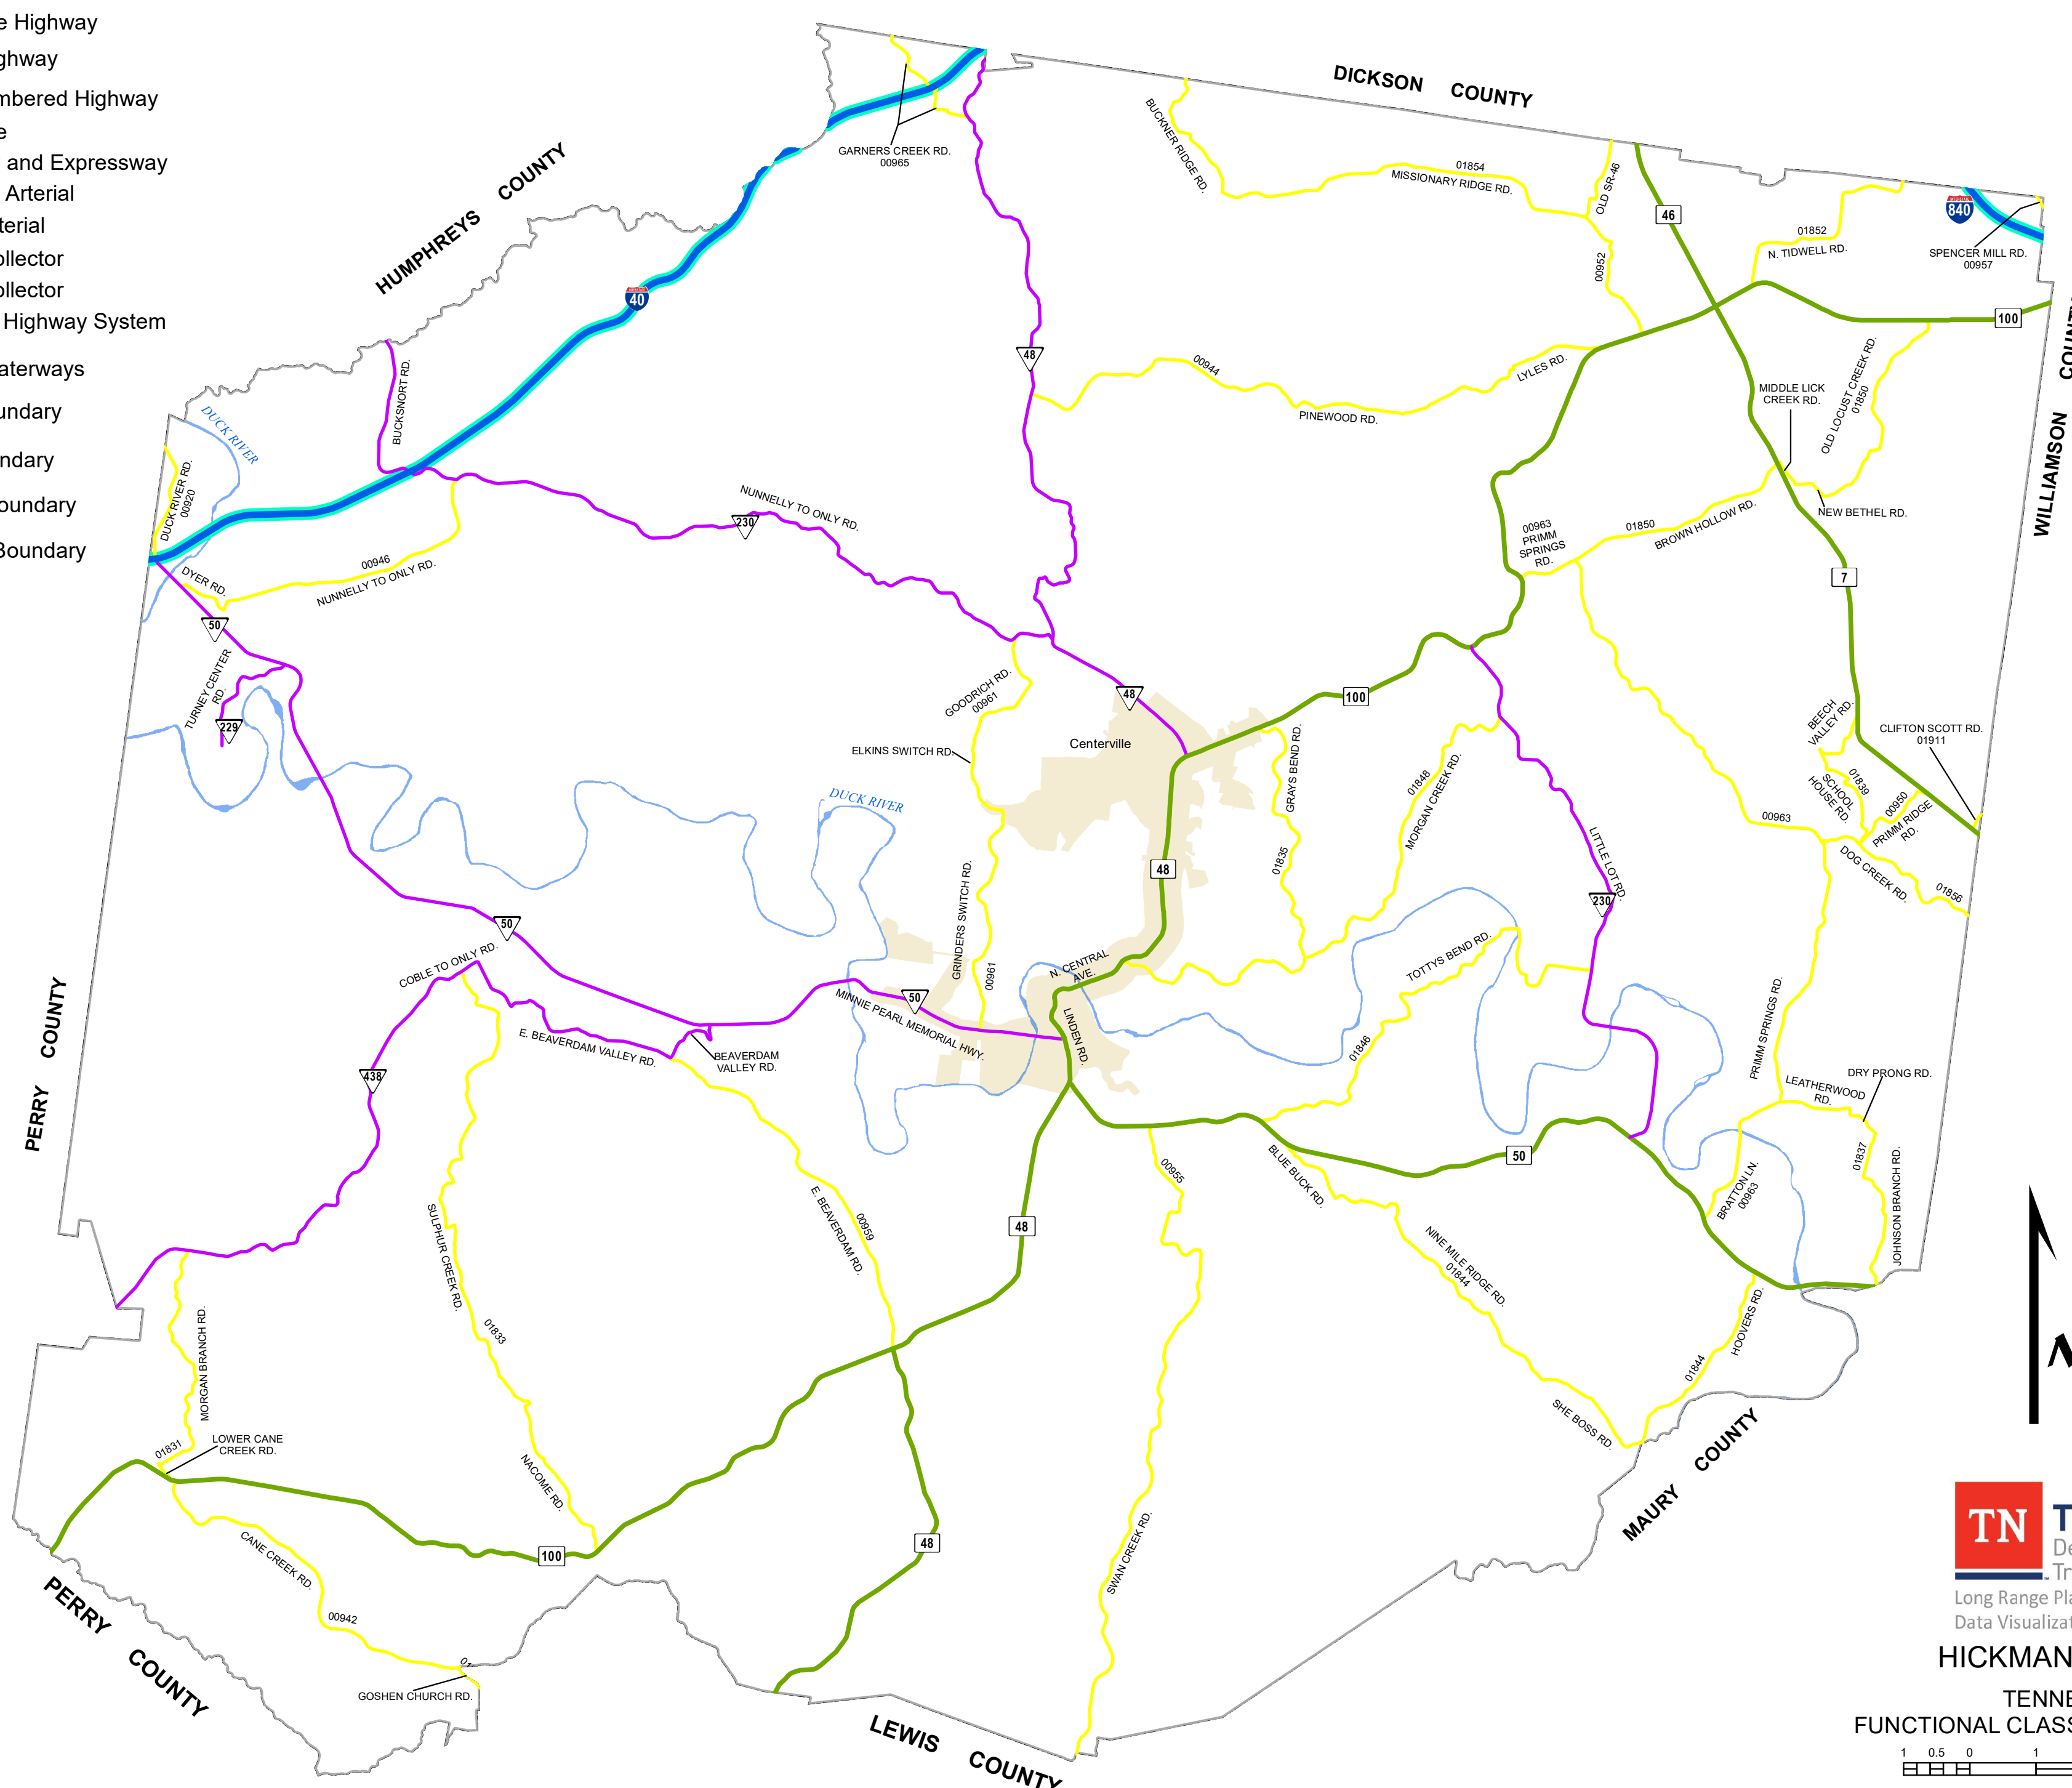 e Highway
ghway
mbered Highway
e
and Expressway
Arterial
terial
ollector
ollector
Highway System
aterways
undary
ndary
oundary
Boundary
DICKSON COUNTY
HUMPHREYS COUNTY
WILLIAMSON COUNTY
PERRY COUNTY
PERRY COUNTY
LEWIS COUNTY
MAURY COUNTY
GARNERS CREEK RD.
00965
BUCKNER RIDGE RD.
01854
MISSIONARY RIDGE RD.
OLD SR-46
46
00952
01852
N. TIDWELL RD.
840
SPENCER MILL RD.
00957
100
40
48
BUCKSNORT RD.
00944
PINEWOOD RD.
LYLES RD.
MIDDLE LICK
CREEK RD.
OLD LOCUST CREEK RD.
01850
NEW BETHEL RD.
DUCK RIVER
DUCK RIVER RD.
00920
NUNNELLY TO ONLY RD.
230
00963
PRIMM
SPRINGS
RD.
01850
BROWN HOLLOW RD.
7
DYER RD.
00946
NUNNELLY TO ONLY RD.
50
TURNEY CENTER
RD.
229
GOODRICH RD.
00961
48
100
ELKINS SWITCH RD.
Centerville
GRAYS BEND RD.
01835
01848
MORGAN CREEK RD.
BEECH
VALLEY RD.
CLIFTON SCOTT RD.
01911
01839
SCHOOL
HOUSE RD.
00950
PRIMM RIDGE
RD.
00963
DOG CREEK RD.
01856
DUCK RIVER
48
LITTLE LOT RD.
230
GRINDERS SWITCH RD.
00961
50
COBLE TO ONLY RD.
N. CENTRAL
AVE.
TOTTYS BEND RD.
50
MINNIE PEARL MEMORIAL HWY.
LINDEN RD.
E. BEAVERDAM VALLEY RD.
BEAVERDAM
VALLEY RD.
438
01846
PRIMM SPRINGS RD.
LEATHERWOOD
RD.
DRY PRONG RD.
01837
JOHNSON BRANCH RD.
BLUE BUCK RD.
50
00955
BRATTON LN.
00963
SULPHUR CREEK RD.
01833
E. BEAVERDAM RD.
00959
48
NINE MILE RIDGE RD.
01844
HOOVERS RD.
01844
SHE BOSS RD.
MORGAN BRANCH RD.
01831
LOWER CANE
CREEK RD.
NACOME RD.
100
48
CANE CREEK RD.
00942
01
GOSHEN CHURCH RD.
SWAN CREEK RD.
N
TN
T
De
Tr
Long Range Pla
Data Visualizat
HICKMAN
TENNE
FUNCTIONAL CLASS
1 0.5 0 1